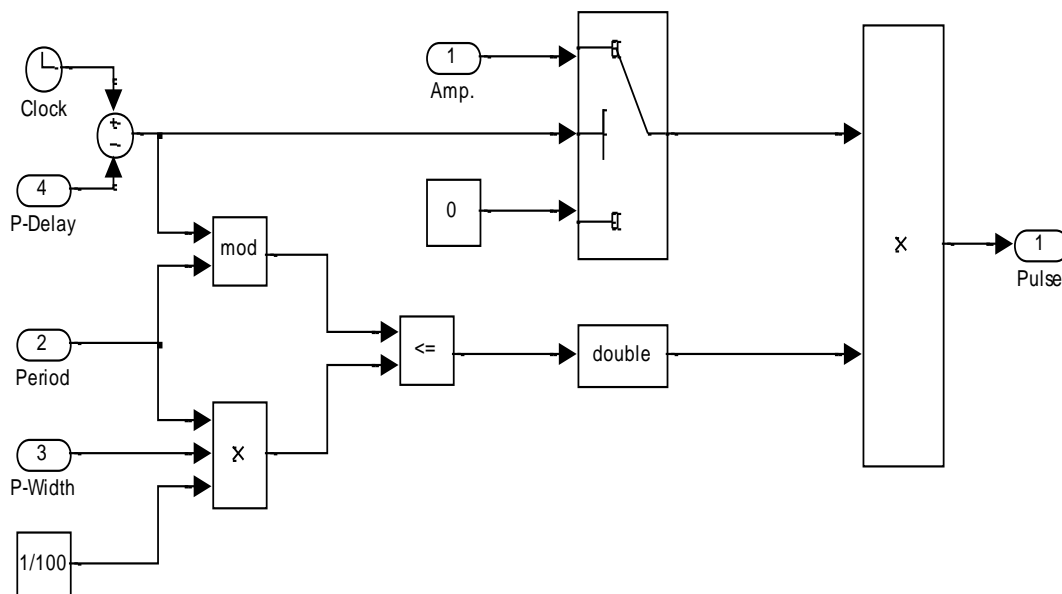 Clock
+
−
4
P-Delay
1
Amp.
0
mod
2
Period
3
P-Width
1/100
x
<=
double
x
1
Pulse